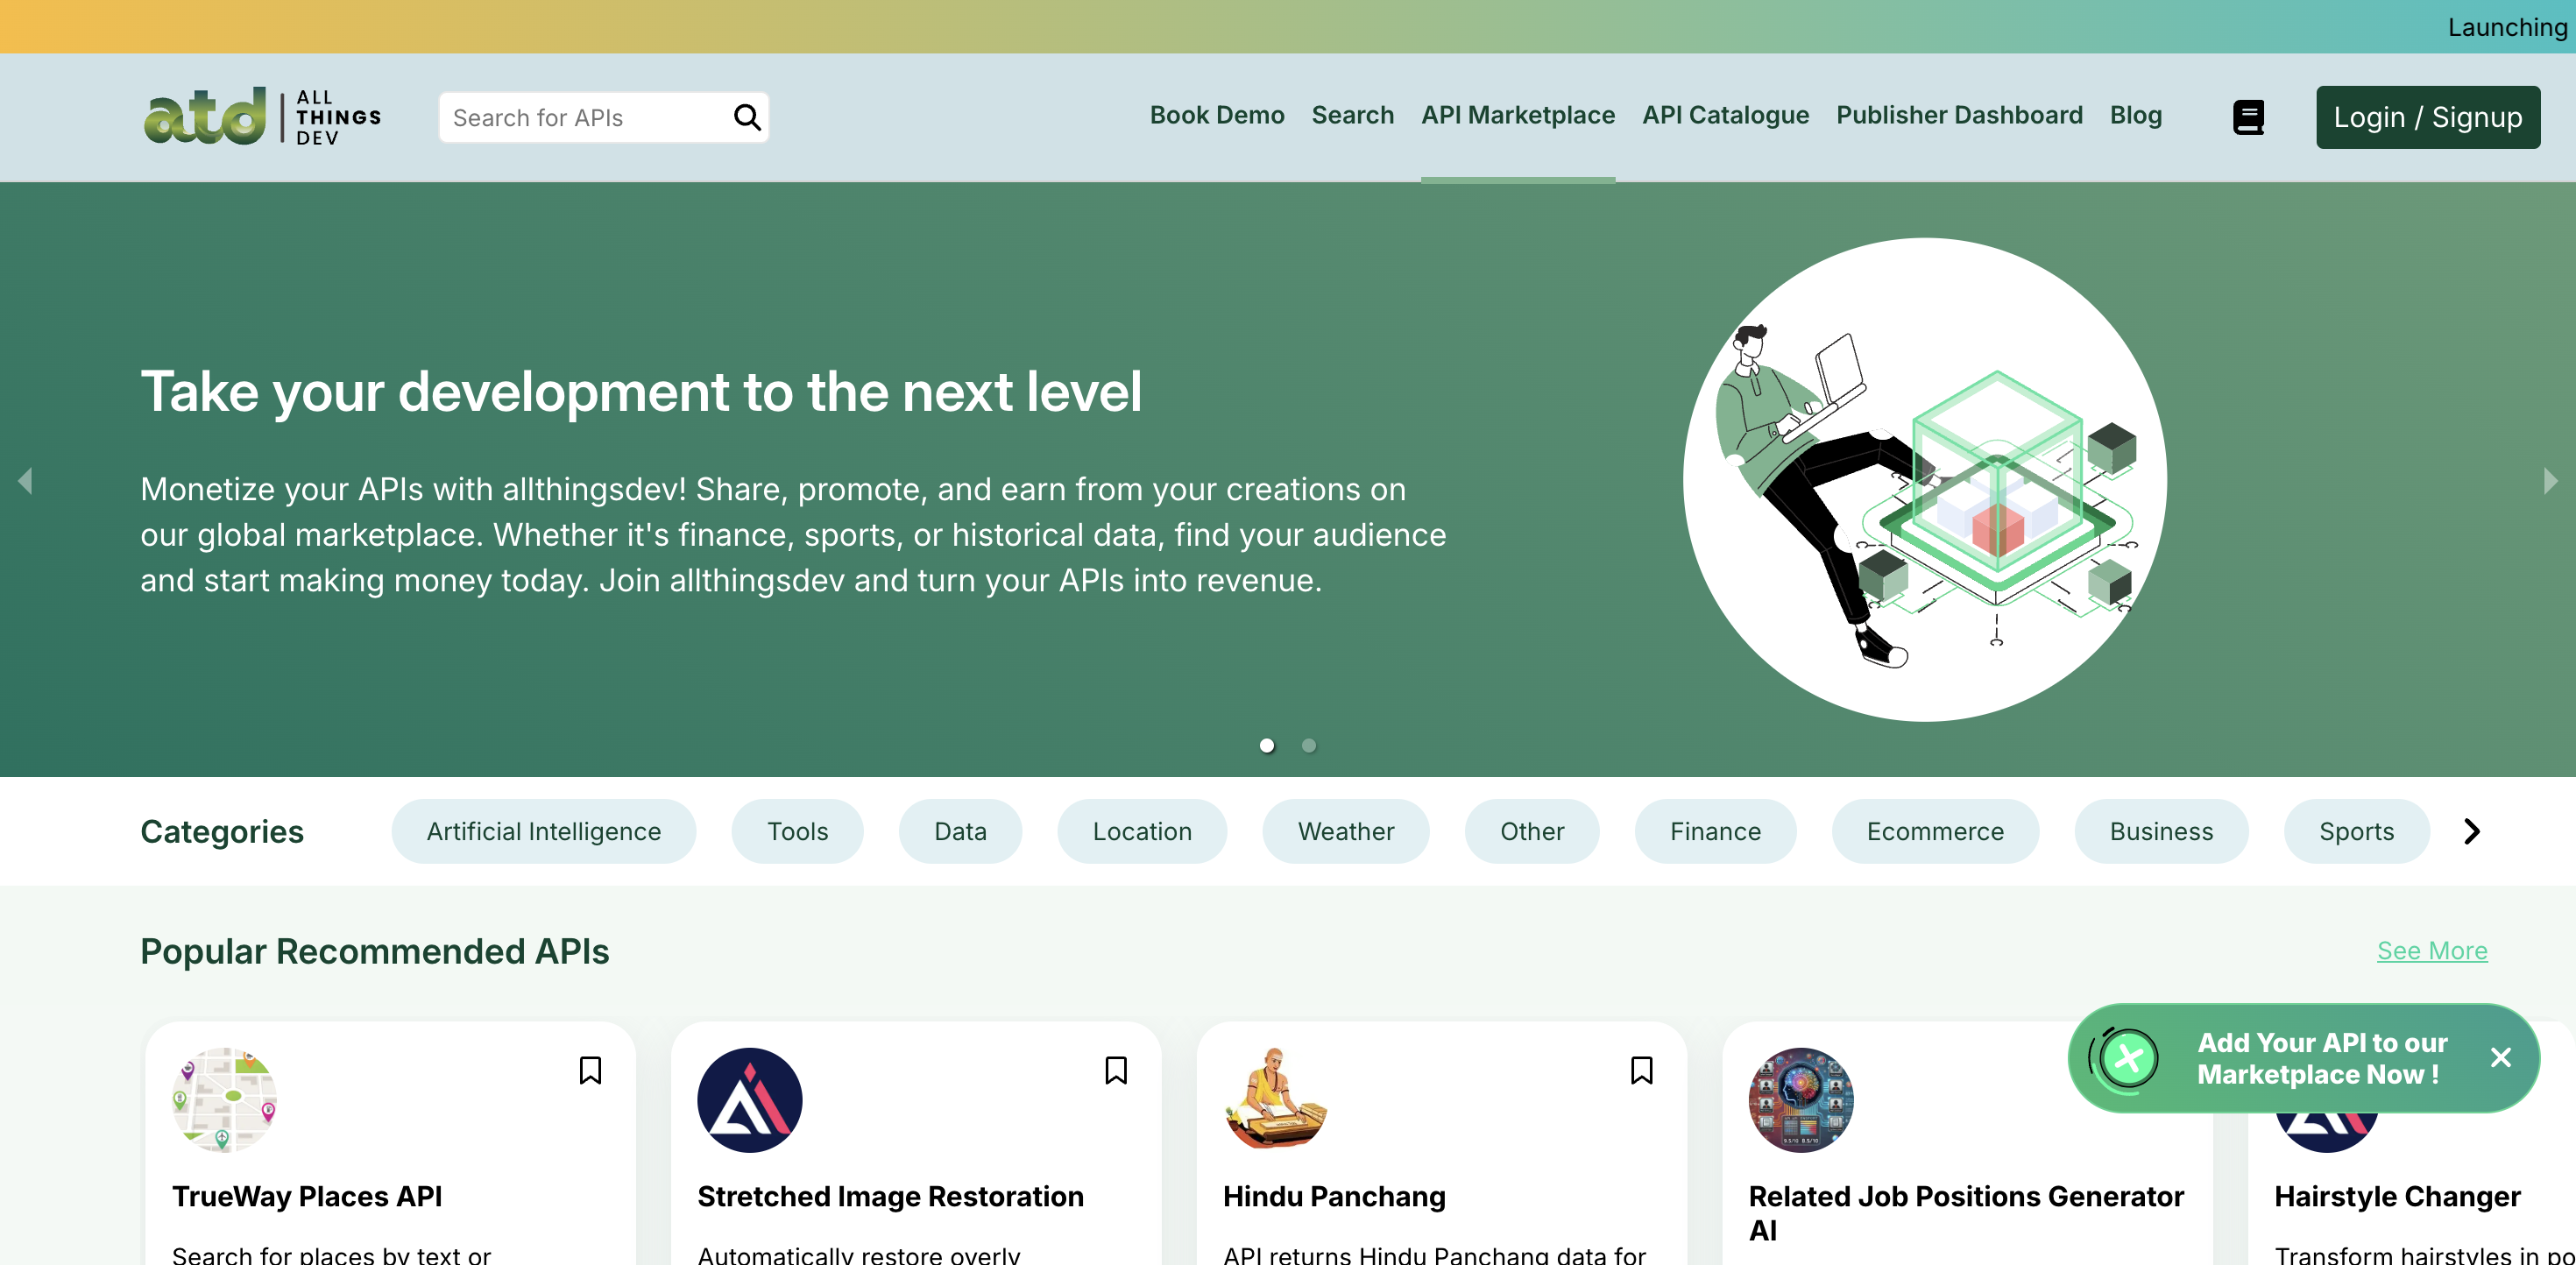 Launching
atd
ALL
THINGS
DEV
Search for APIs
Book Demo
Search
API Marketplace
API Catalogue
Publisher Dashboard
Blog
Login / Signup
Take your development to the next level
Monetize your APIs with allthingsdev! Share, promote, and earn from your creations on
our global marketplace. Whether it's finance, sports, or historical data, find your audience
and start making money today. Join allthingsdev and turn your APIs into revenue.
Categories
Artificial Intelligence
Tools
Data
Location
Weather
Other
Finance
Ecommerce
Business
Sports
Popular Recommended APIs
See More
Add Your API to our
Marketplace Now !
TrueWay Places API
Search for places by text or
Stretched Image Restoration
Automatically restore overly
Hindu Panchang
API returns Hindu Panchang data for
Related Job Positions Generator
AI
Hairstyle Changer
Transform hairstyles in po